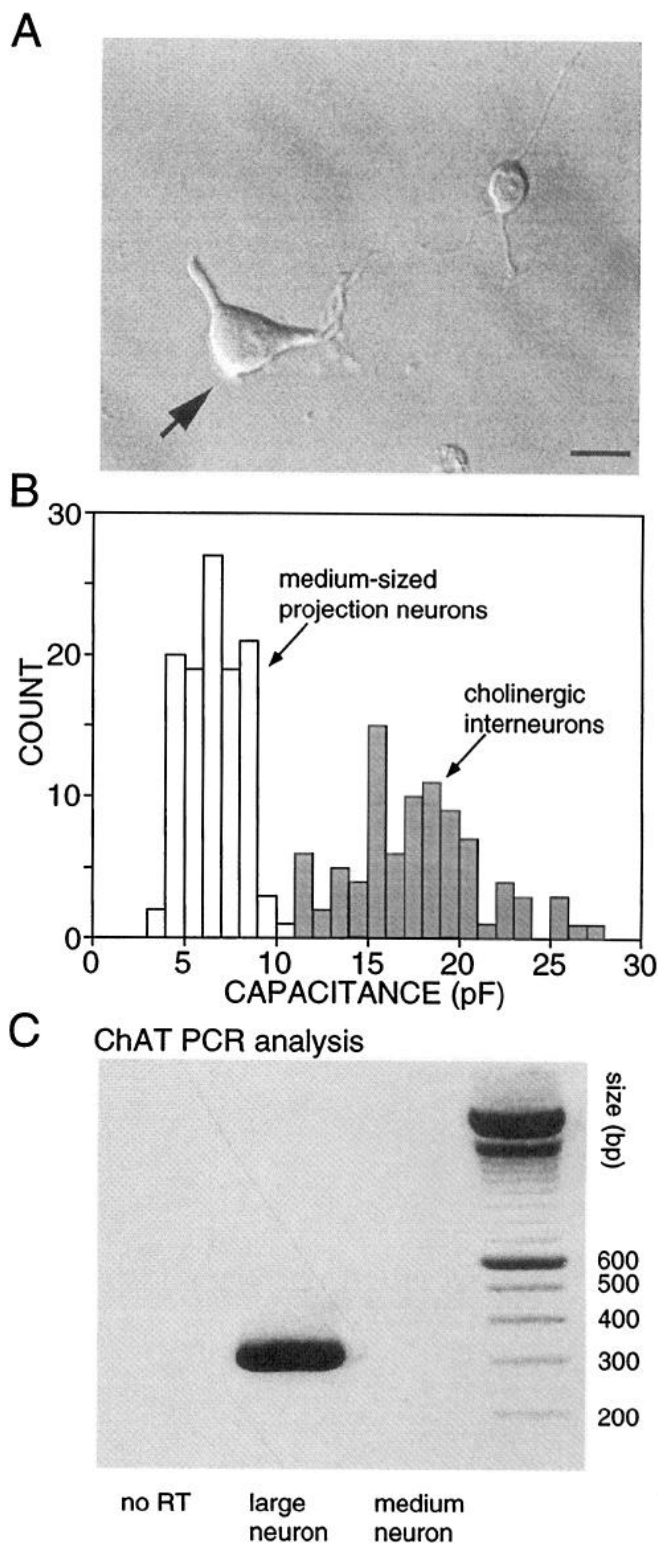 A
B
30
20
10
0
COUNT
medium-sized
projection neurons
cholinergic
interneurons
0 5 10 15 20 25 30
CAPACITANCE (pF)
C
ChAT PCR analysis
size (bp)
600
500
400
300
200
no RT
large
neuron
medium
neuron